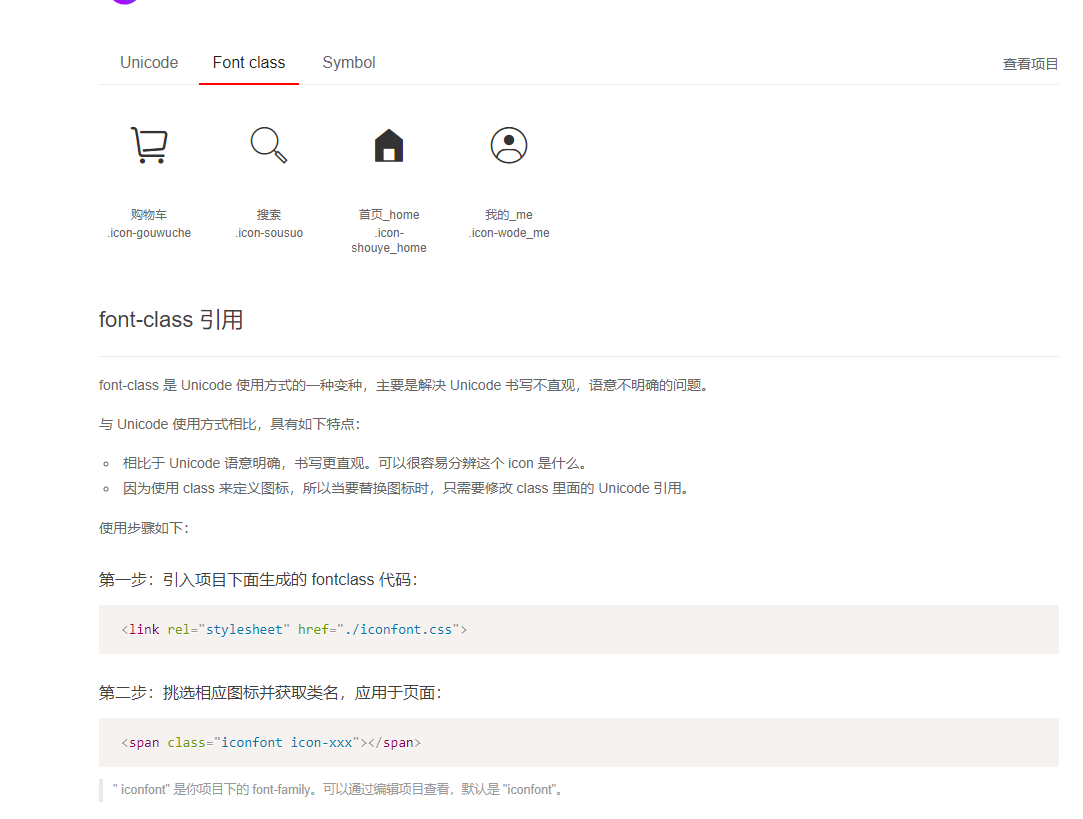 Unicode Font class Symbol 查看项目
购物车 搜索 首页_home 我的_me
.icon-gouwuche .icon-sousuo .icon- .icon-wode_me
shouye_home
font-class 引用
font-class 是 Unicode 使用方式的一种变种，主要是解决 Unicode 书写不直观，语意不明确的问题。
与 Unicode 使用方式相比，具有如下特点：
相比于 Unicode 语意明确，书写更直观。可以很容易分辨这个 icon 是什么。
因为使用 class 来定义图标，所以当要替换图标时，只需要修改 class 里面的 Unicode 引用。
使用步骤如下：
第一步：引入项目下面生成的 fontclass 代码：
<link rel="stylesheet" href="./iconfont.css">
第二步：挑选相应图标并获取类名，应用于页面：
<span class="iconfont icon-xxx"></span>
" iconfont" 是你项目下的 font-family。可以通过编辑项目查看，默认是 "iconfont"。